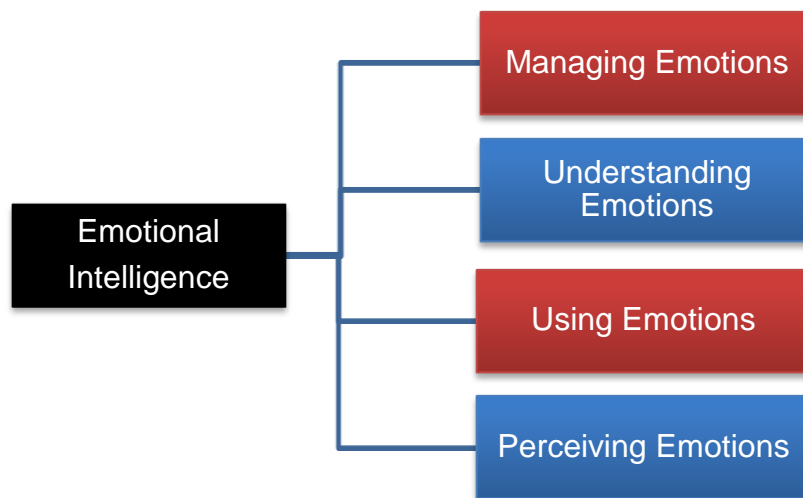 Managing Emotions
Understanding
Emotions
Emotional
Intelligence
Using Emotions
Perceiving Emotions